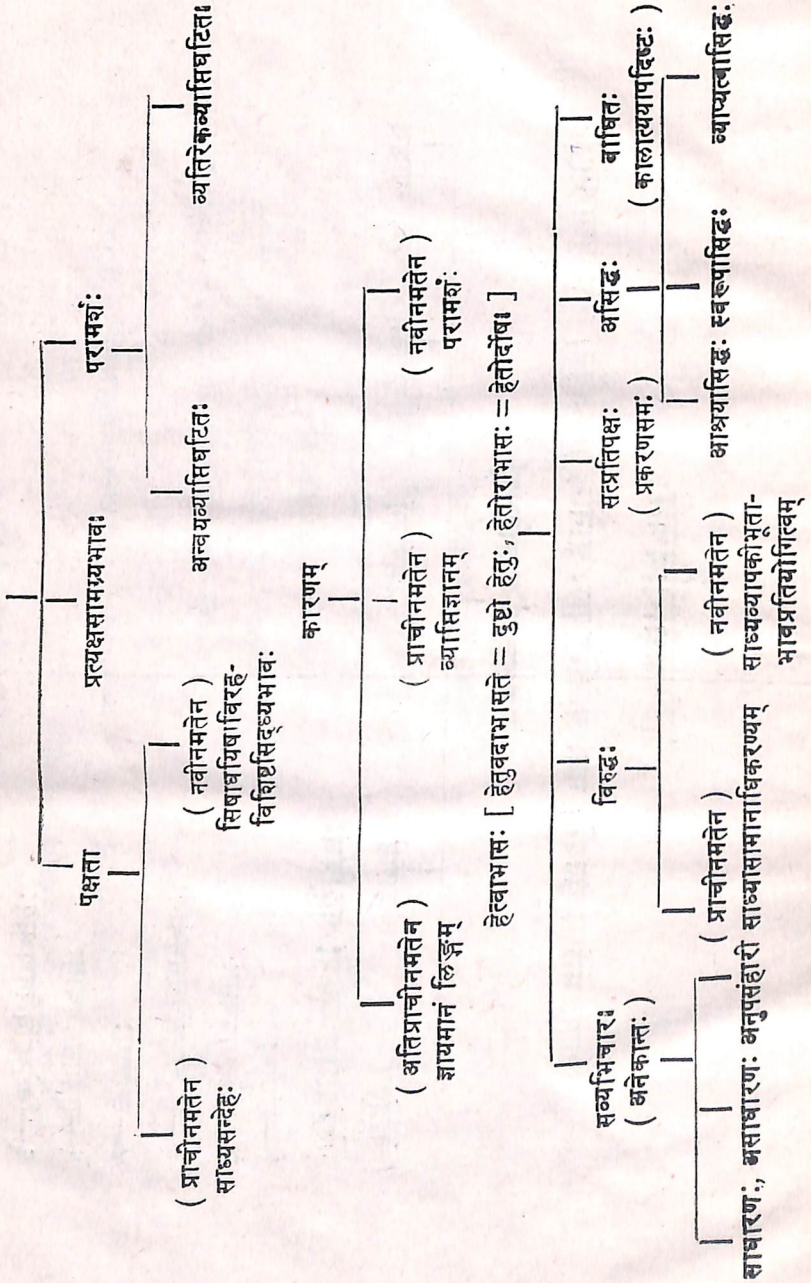 पक्षता प्रत्यक्षसामग्र्यभावः परामर्शः
( प्राचीनमतेन ) ( नवीनमतेन ) अन्वयव्याप्तिघटितः व्यतिरेकव्याप्तिघटितः
साध्यसन्देहः सिषाधयिषाविरह-
विशिष्टसिद्ध्यभावः
कारणम्
( अतिप्राचीनमतेन ) ( प्राचीनमतेन ) ( नवीनमतेन )
ज्ञायमानं लिङ्गम् व्याप्तिज्ञानम् परामर्शः
हेत्वाभासः [ हेतुवदाभासते = दुष्टो हेतुः, हेतोराभासः = हेतोर्दोषः ]
सव्यभिचारः विरुद्धः सत्प्रतिपक्षः असिद्धः बाधितः
( अनेकान्तः ) ( प्रकरणसमः ) ( कालात्ययापदिष्टः )
( प्राचीनमतेन ) ( नवीनमतेन ) आश्रयासिद्धः स्वरूपासिद्धः व्याप्यत्वासिद्धः
साधारणः, असाधारणः अनुपसंहारी साध्यासामानाधिकरण्यम् साध्यव्यापकीभूता-
भावप्रतियोगित्वम्